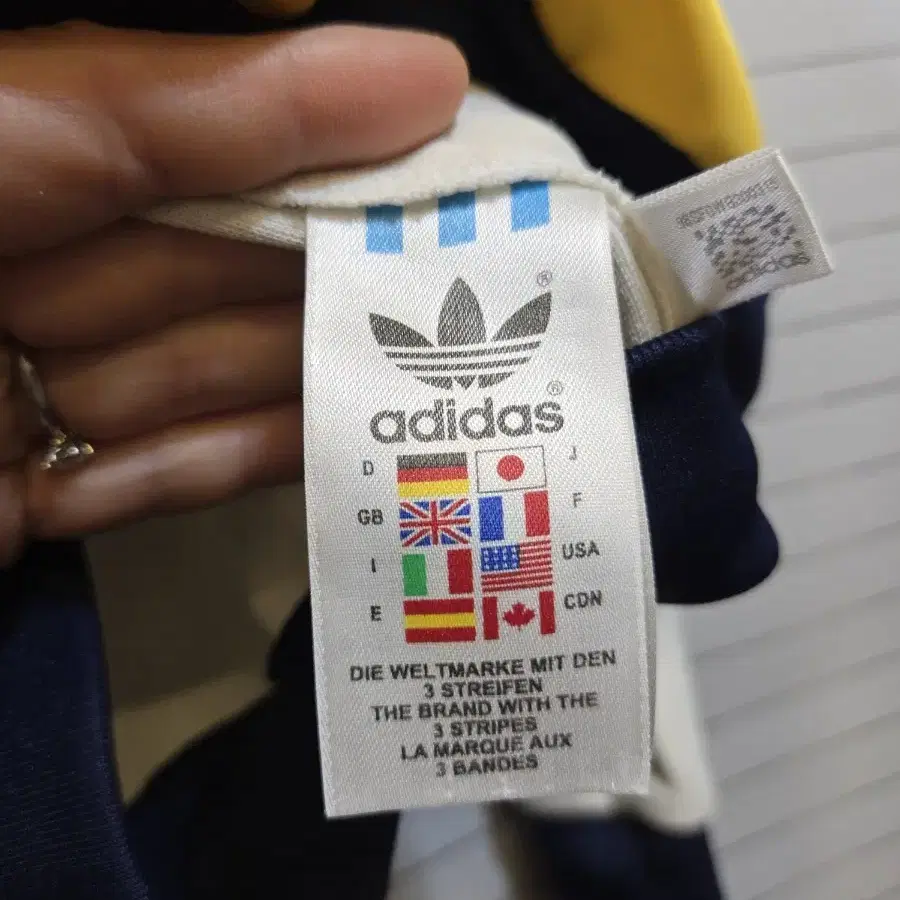 ®
adidas®
D
J
GB
F
I
USA
E
CDN
DIE WELTMARKE MIT DEN
3 STREIFEN
THE BRAND WITH THE
3 STRIPES
LA MARQUE AUX
3 BANDES
adidas